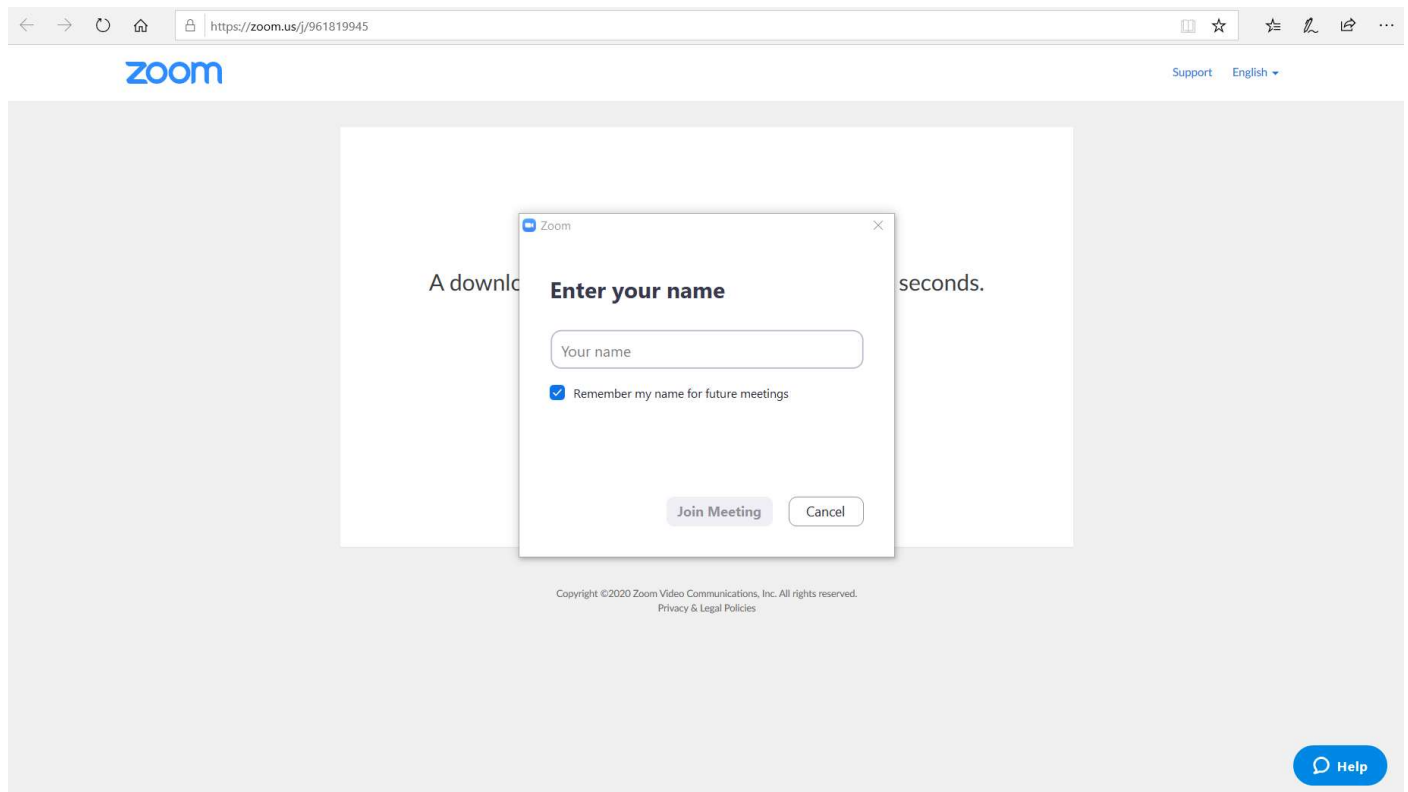 https://zoom.us/j/961819945
zoom
Support English
Zoom
A downlo seconds.
Enter your name
Your name
Remember my name for future meetings
Join Meeting Cancel
Copyright ©2020 Zoom Video Communications, Inc. All rights reserved.
Privacy & Legal Policies
Help